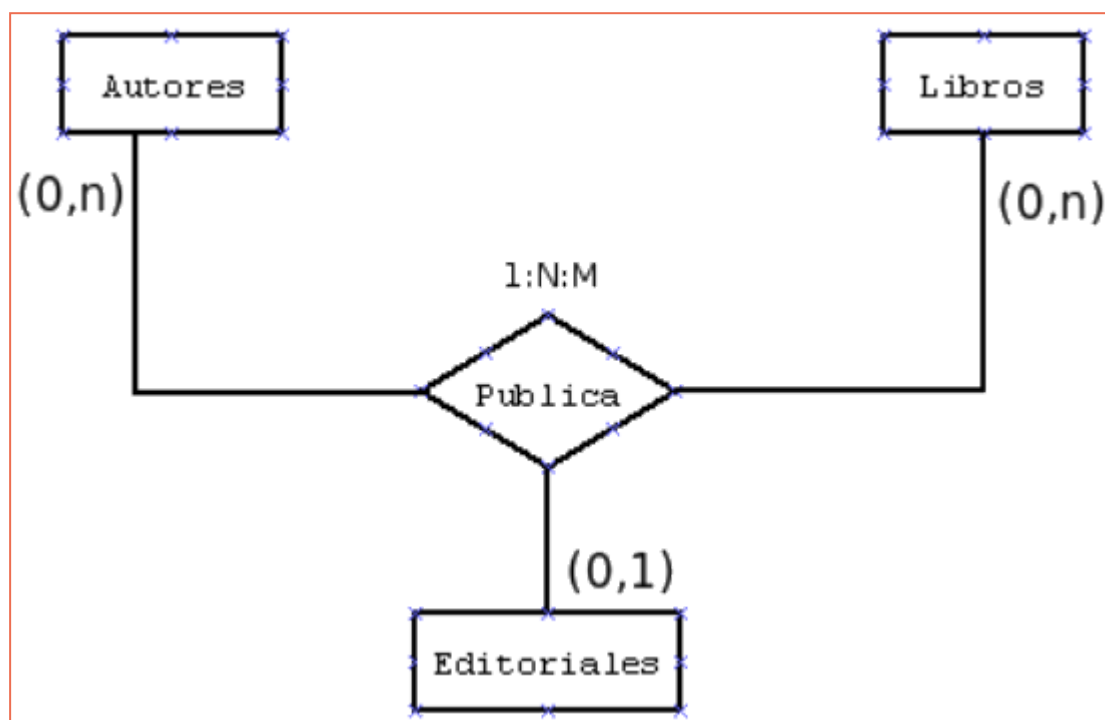 Autores
Libros
(0,n)
(0,n)
1:N:M
Publica
(0,1)
Editoriales